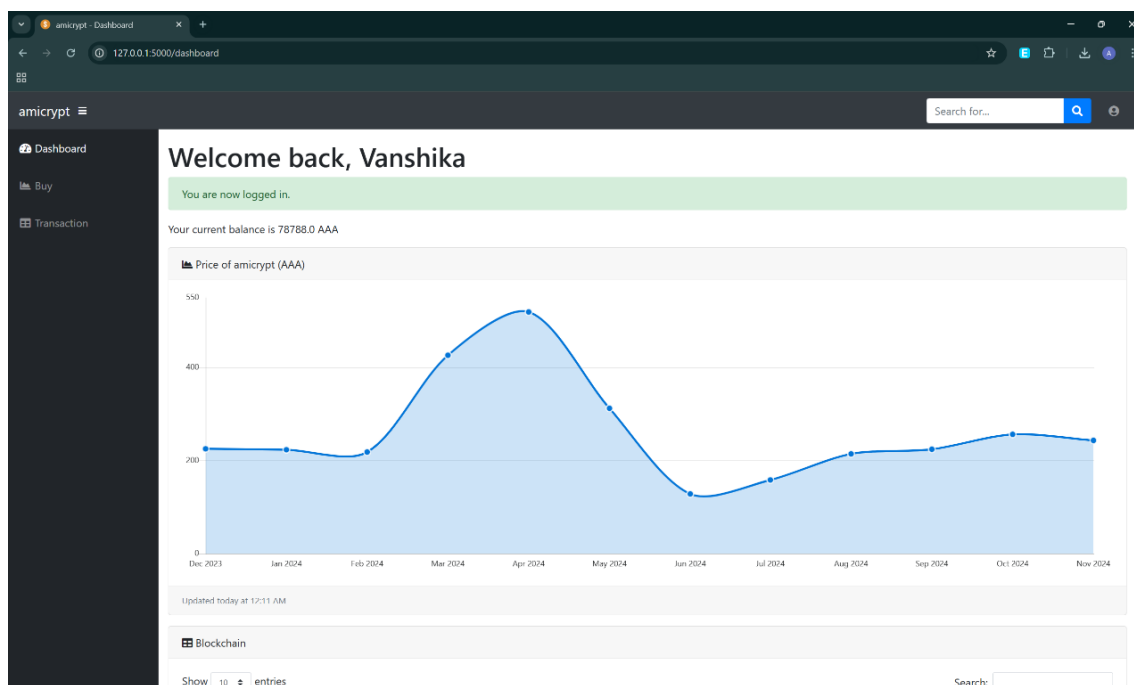 amicrypt - Dashboard
127.0.0.1:5000/dashboard
E
A
amicrypt
Search for...
Dashboard
Buy
Transaction
Welcome back, Vanshika
You are now logged in.
Your current balance is 78788.0 AAA
Price of amicrypt (AAA)
550
400
200
0
Dec 2023 Jan 2024 Feb 2024 Mar 2024 Apr 2024 May 2024 Jun 2024 Jul 2024 Aug 2024 Sep 2024 Oct 2024 Nov 2024
Updated today at 12:11 AM
Blockchain
Show 10 entries Search: